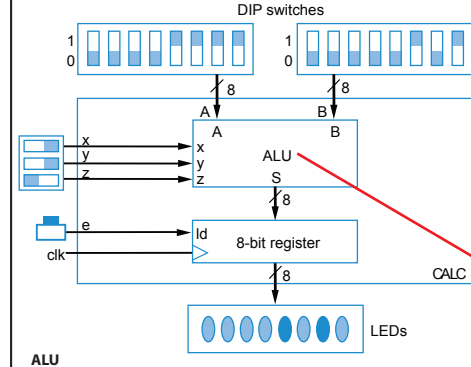 DIP switches
1
0
1
0
8
8
A
B
A
B
x
x
y
y
ALU
z
z
S
8
e
ld
8-bit register
clk
8
CALC
LEDs
ALU